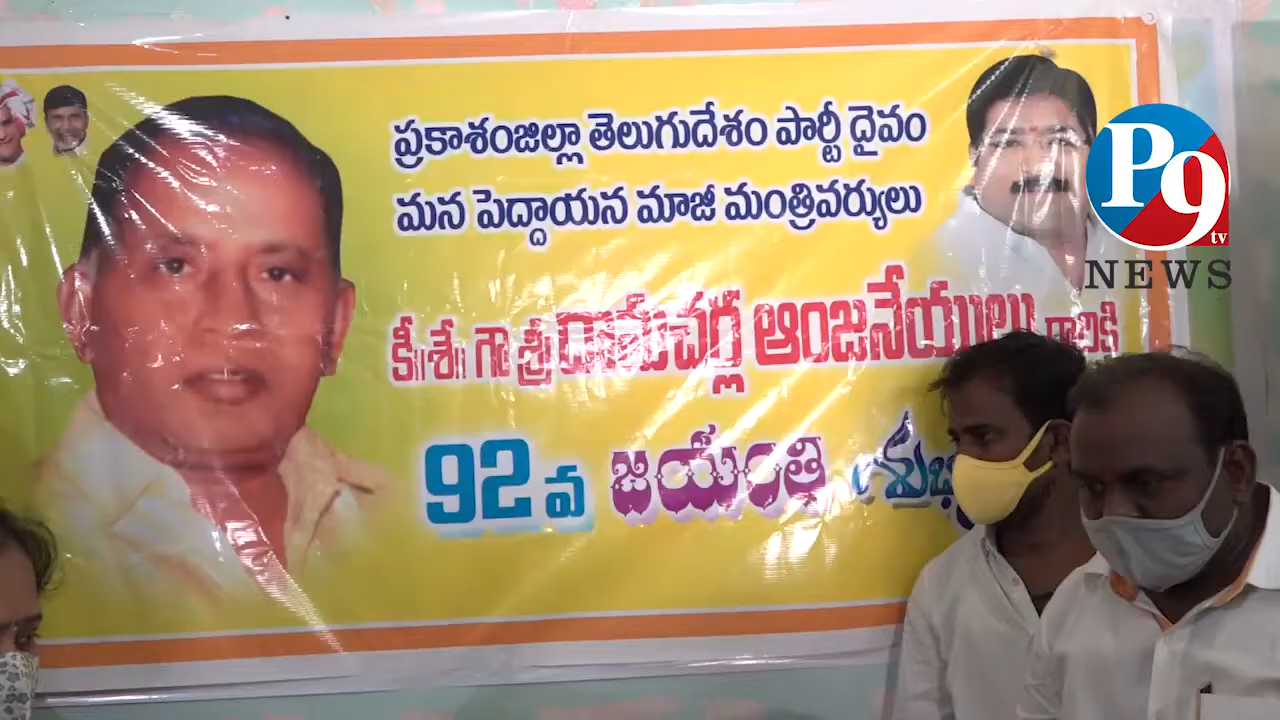 ప్రకాశంజిల్లా తెలుగుదేశం పార్టీ దైవం
మన పెద్దాయన మాజీ మంత్రివర్యులు
కీ॥శే॥ గౌ శ్రీ దామచర్ల ఆంజనేయులు గారికి
92వ జయంతి
P9
tv
NEWS